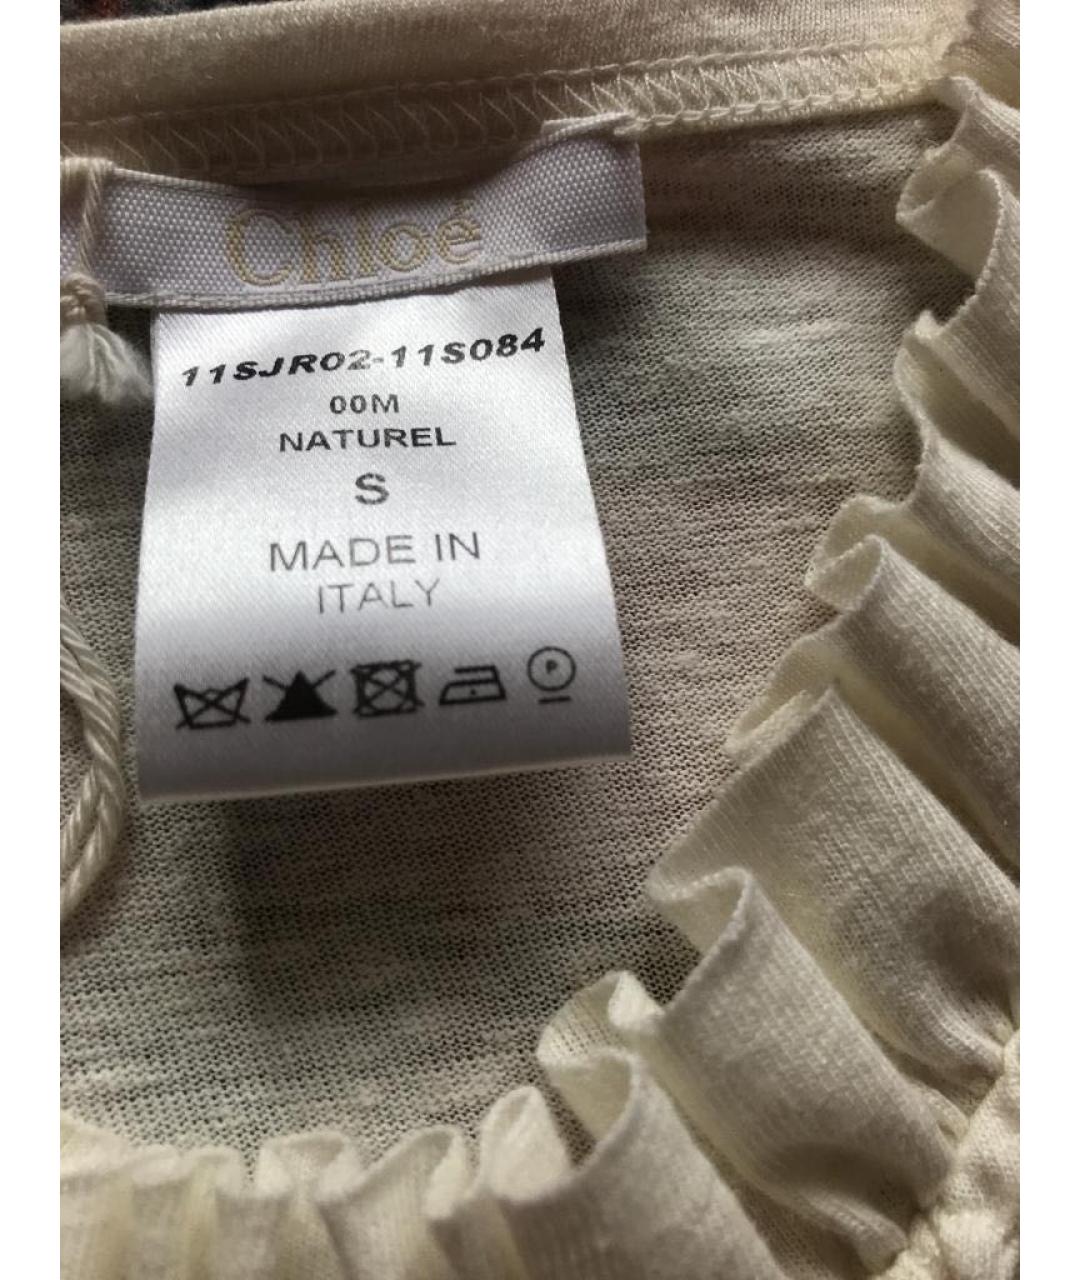 Chloé
11SJR02-11S084
00M
NATUREL
S
MADE IN
ITALY
P